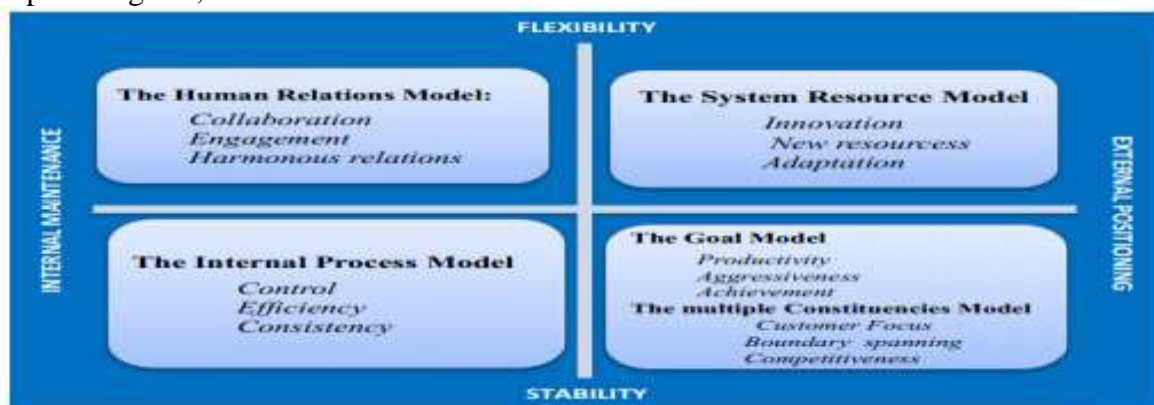 FLEXIBILITY
INTERNAL MAINTENANCE
The Human Relations Model:
Collaboration
Engagement
Harmonous relations
The System Resource Model
Innovation
New resourcess
Adaptation
EXTERNAL POSITIONING
The Internal Process Model
Control
Efficiency
Consistency
The Goal Model
Productivity
Aggressiveness
Achievement
The multiple Constituencies Model
Customer Focus
Boundary spanning
Competitiveness
STABILITY